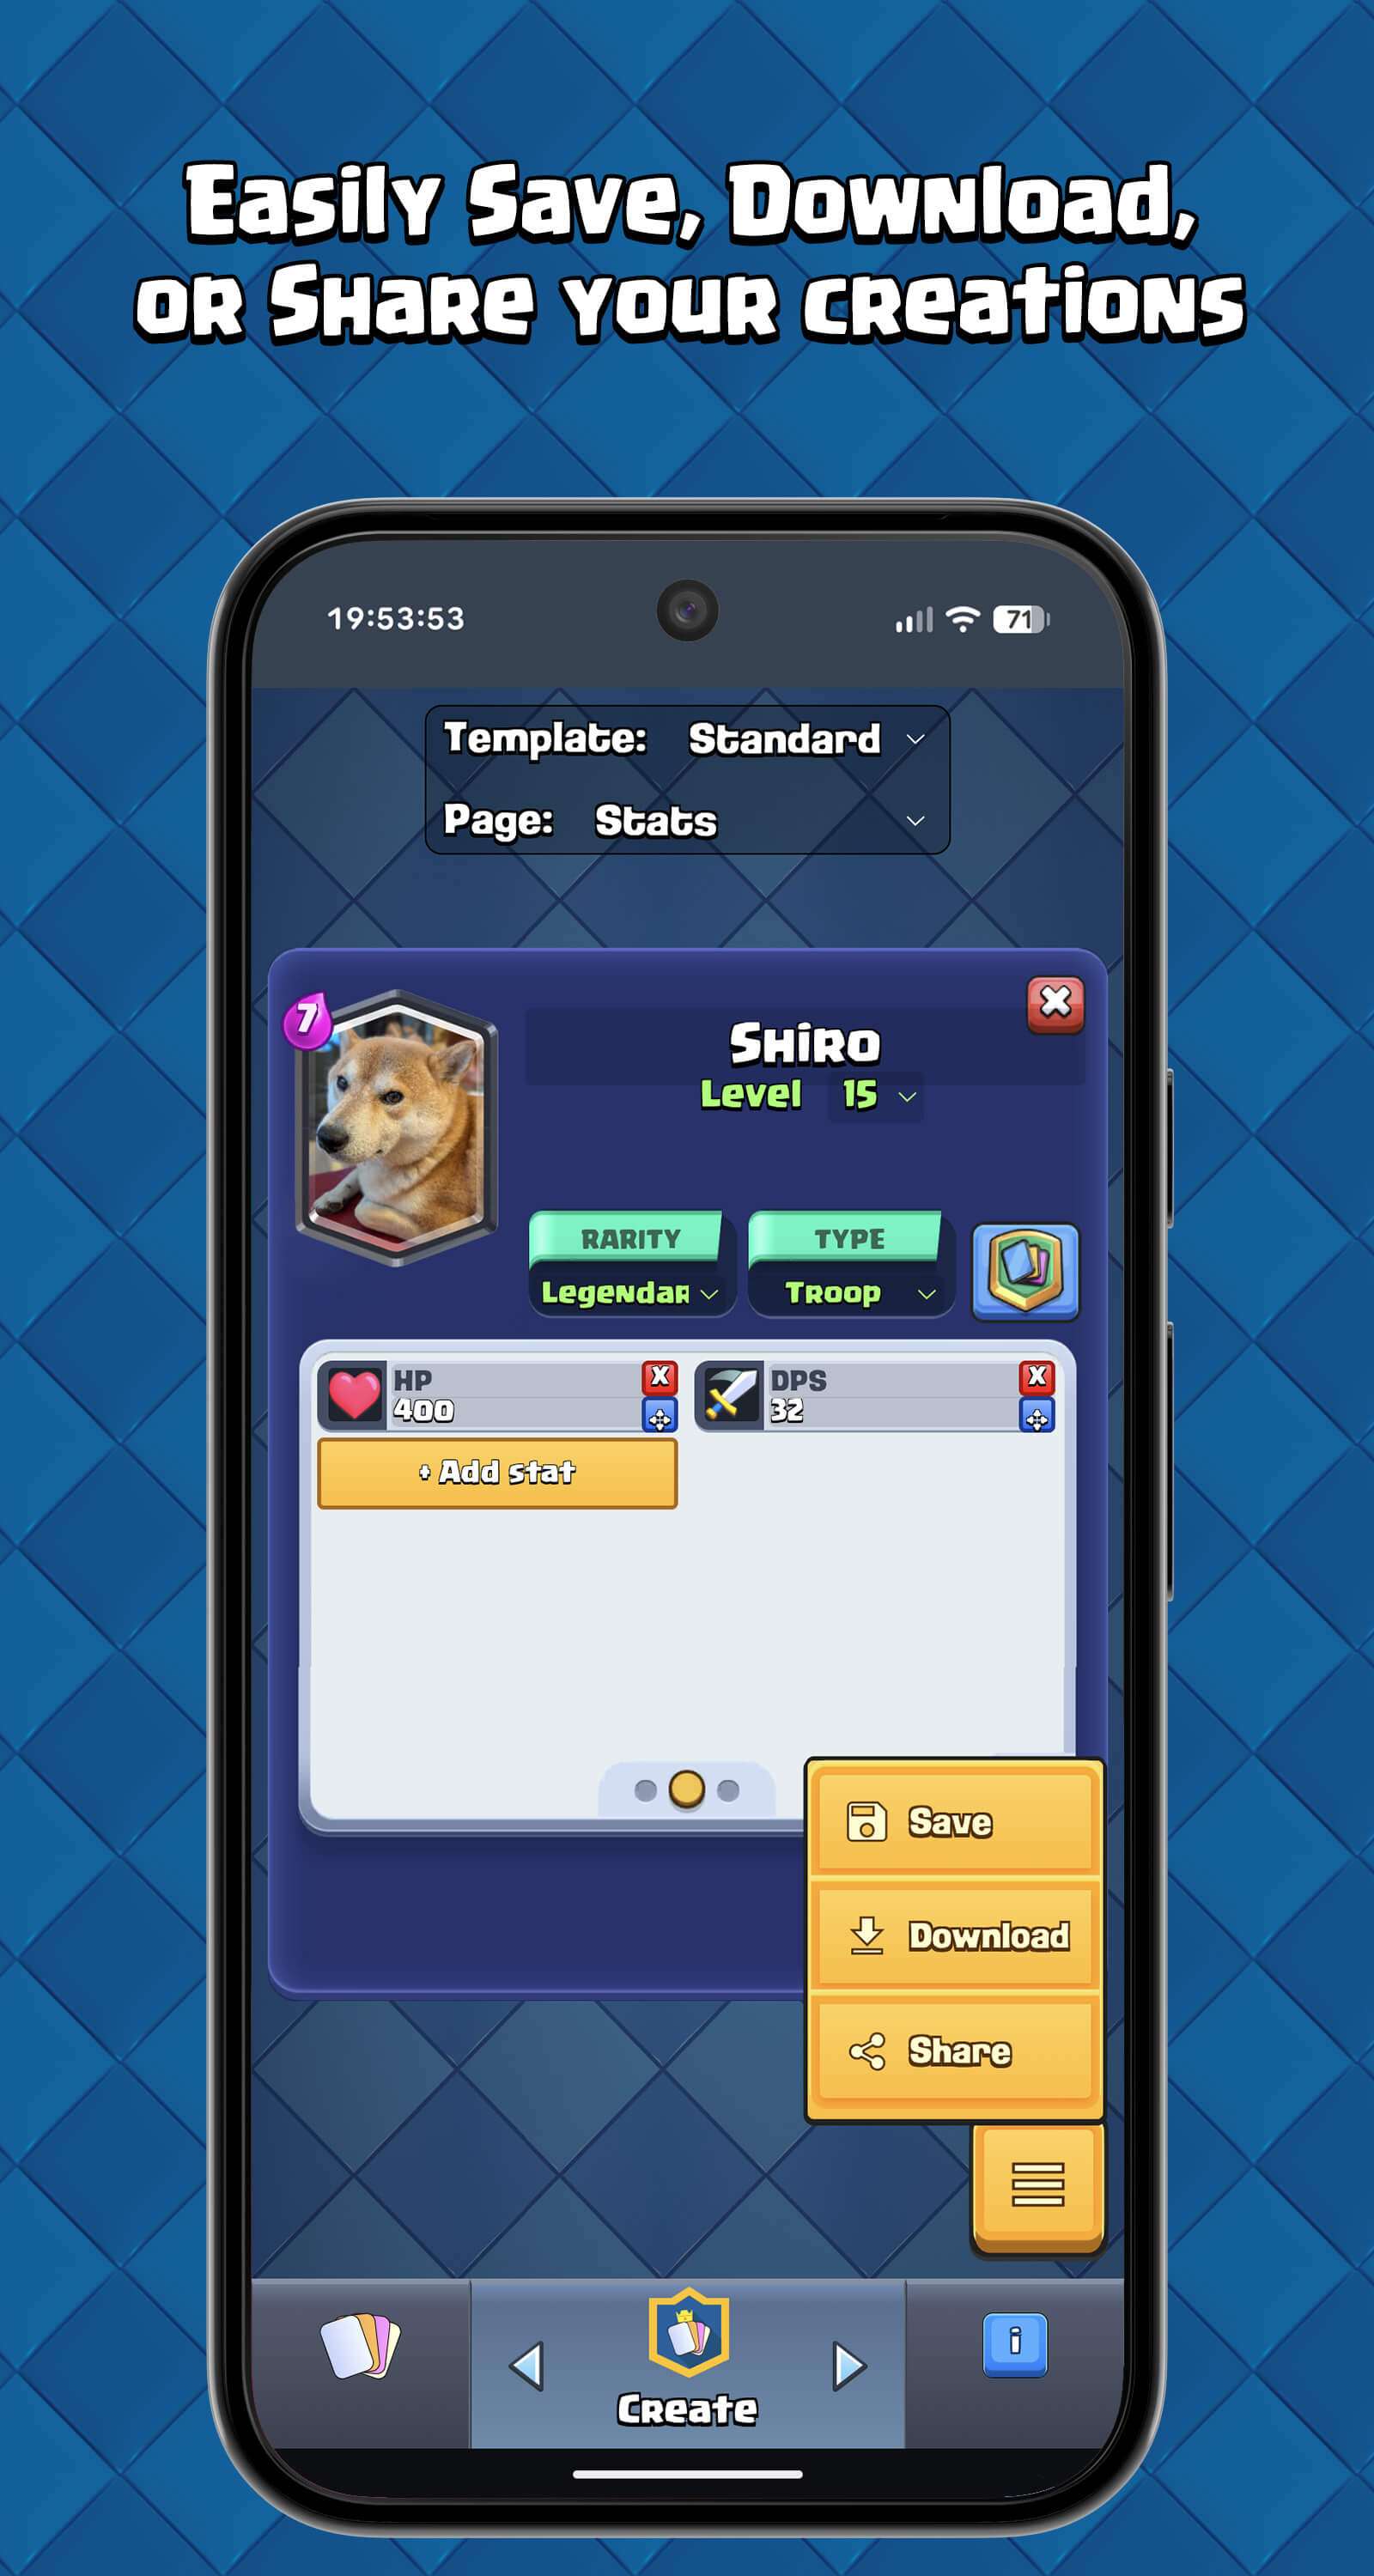 Easily Save, Download,
or Share your creations
19:53:53
71
Template: Standard
Page: Stats
7
Shiro
Level 15
RARITY
TYPE
Legendar
Troop
HP
400
DPS
32
+ Add stat
Save
Download
Share
Create